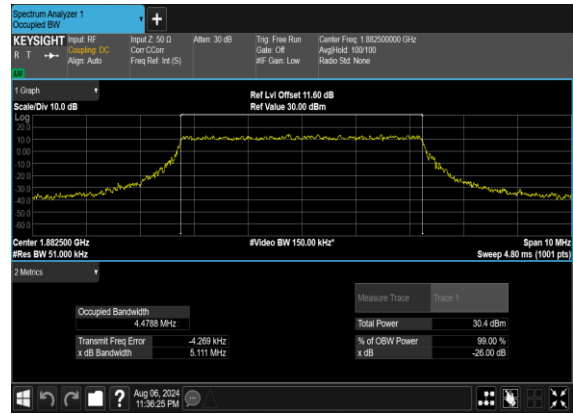 Spectrum Analyzer 1
Occupied BW
+
KEYSIGHT Input: RF Input Z: 50 Ω Atten: 30 dB Trig: Free Run Center Freq: 1.882500000 GHz
R T Coupling: DC Corr CCorr Gate: Off Avg|Hold: 100/100
Align: Auto Freq Ref: Int (S) #IF Gain: Low Radio Std: None
1 Graph
Ref Lvl Offset 11.60 dB
Scale/Div 10.0 dB Ref Value 30.00 dBm
Log
20.0
10.0
0.00
-10.0
-20.0
-30.0
-40.0
-50.0
-60.0
Center 1.882500 GHz #Video BW 150.00 kHz* Span 10 MHz
#Res BW 51.000 kHz Sweep 4.80 ms (1001 pts)
2 Metrics
Measure Trace Trace 1
Occupied Bandwidth
4.4788 MHz Total Power 30.4 dBm
Transmit Freq Error -4.269 kHz % of OBW Power 99.00 %
x dB Bandwidth 5.111 MHz x dB -26.00 dB
? Aug 06, 2024
11:36:25 PM